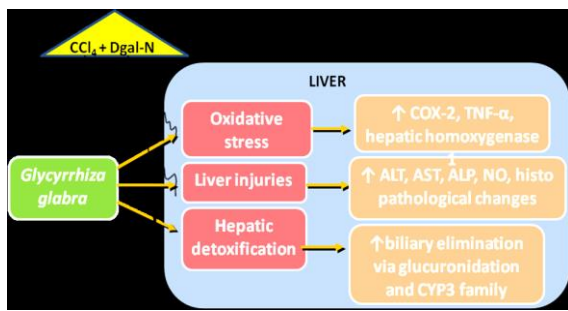 CCl₄ + Dgal-N
LIVER
Oxidative
stress
↑ COX-2, TNF-α,
hepatic homoxygenase
Glycyrrhiza
glabra
Liver injuries
↑ ALT, AST, ALP, NO, histo
pathological changes
Hepatic
detoxification
↑biliary elimination
via glucuronidation
and CYP3 family